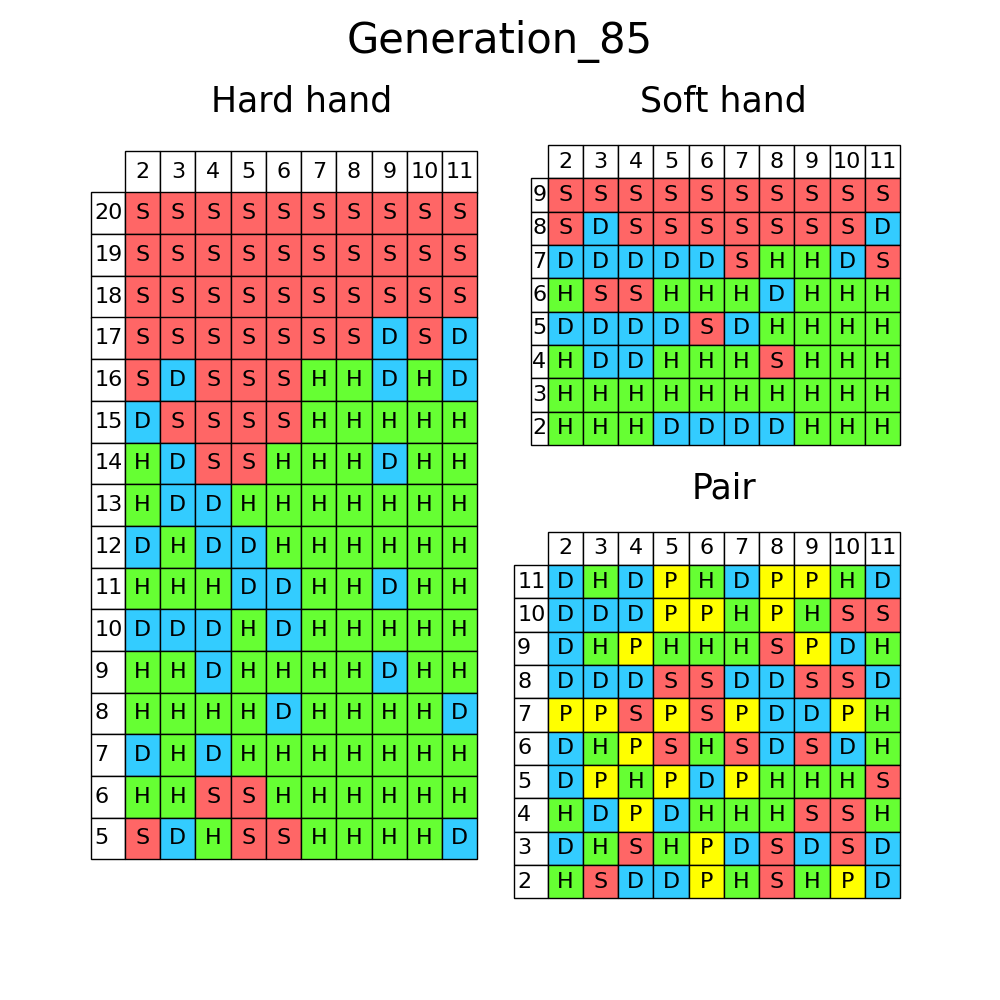 Generation_85
Hard hand
2 3 4 5 6 7 8 9 10 11
20 S S S S S S S S S S
19 S S S S S S S S S S
18 S S S S S S S S S S
17 S S S S S S S D S D
16 S D S S S H H D H D
15 D S S S S H H H H H
14 H D S S H H H D H H
13 H D D H H H H H H H
12 D H D D H H H H H H
11 H H H D D H H D H H
10 D D D H D H H H H H
9 H H D H H H H D H H
8 H H H H D H H H H D
7 D H D H H H H H H H
6 H H S S H H H H H H
5 S D H S S H H H H D
Soft hand
2 3 4 5 6 7 8 9 10 11
9 S S S S S S S S S S
8 S D S S S S S S S D
7 D D D D D S H H D S
6 H S S H H H D H H H
5 D D D D S D H H H H
4 H D D H H H S H H H
3 H H H H H H H H H H
2 H H H D D D D H H H
Pair
2 3 4 5 6 7 8 9 10 11
11 D H D P H D P P H D
10 D D D P P H P H S S
9 D H P H H H S P D H
8 D D D S S D D S S D
7 P P S P S P D D P H
6 D H P S H S D S D H
5 D P H P D P H H H S
4 H D P D H H H S S H
3 D H S H P D S D S D
2 H S D D P H S H P D